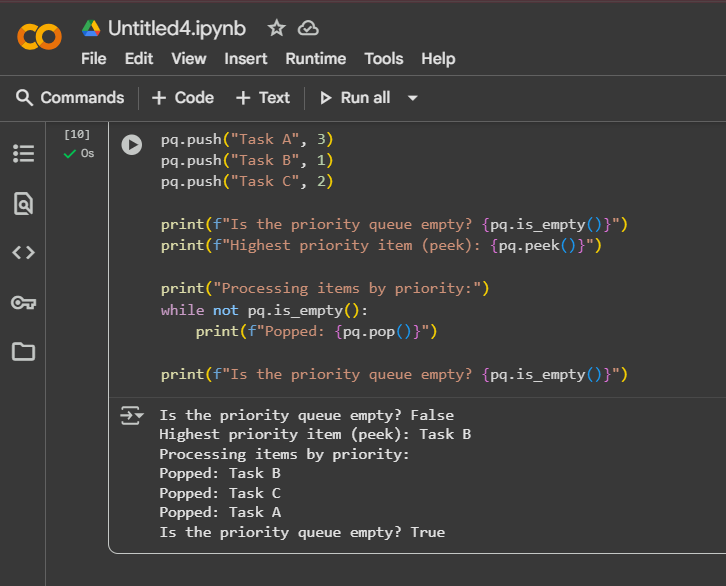 Untitled4.ipynb
File Edit View Insert Runtime Tools Help
Commands + Code + Text Run all
[10]
0s
pq.push("Task A", 3)
pq.push("Task B", 1)
pq.push("Task C", 2)
print(f"Is the priority queue empty? {pq.is_empty()}")
print(f"Highest priority item (peek): {pq.peek()}")
print("Processing items by priority:")
while not pq.is_empty():
    print(f"Popped: {pq.pop()}")
print(f"Is the priority queue empty? {pq.is_empty()}")
Is the priority queue empty? False
Highest priority item (peek): Task B
Processing items by priority:
Popped: Task B
Popped: Task C
Popped: Task A
Is the priority queue empty? True